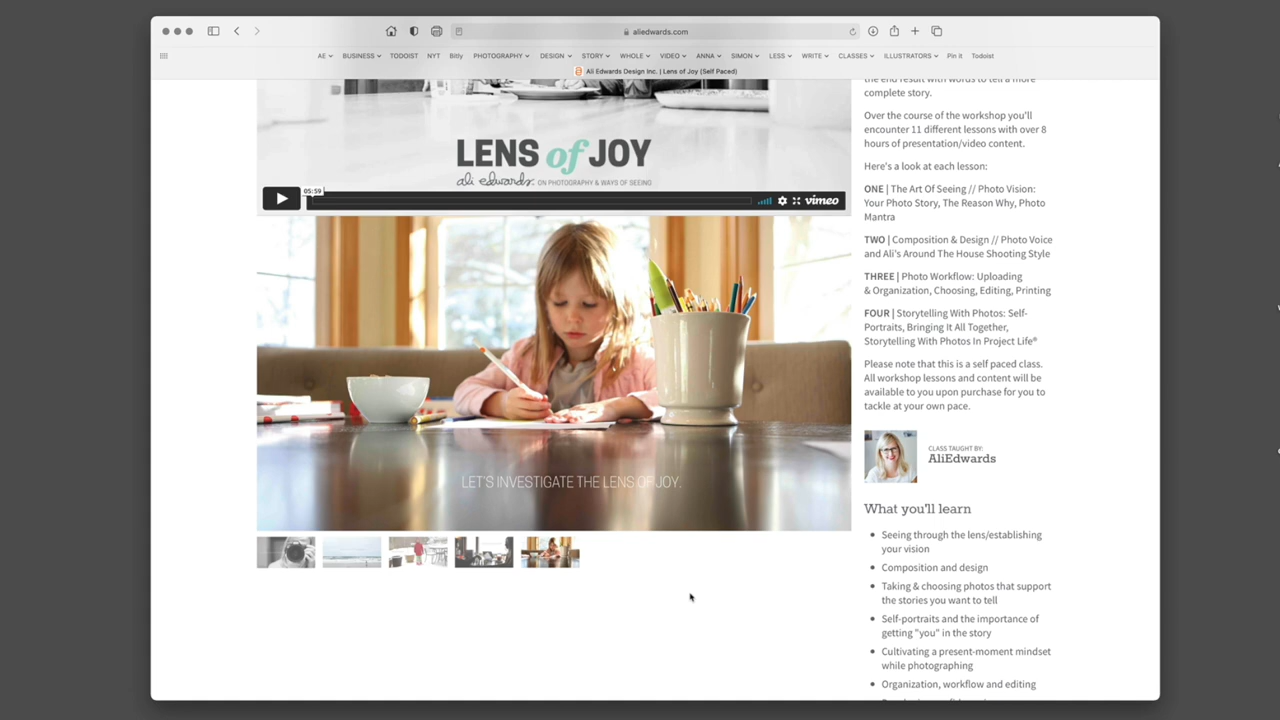 aliedwards.com
AE BUSINESS TODOIST NYT Bitly PHOTOGRAPHY DESIGN STORY WHOLE VIDEO ANNA SIMON LESS WRITE CLASSES ILLUSTRATORS Pin it Todoist
Ali Edwards Design Inc. | Lens of Joy (Self Paced)
LENS of JOY
ali edwards. ON PHOTOGRAPHY & WAYS OF SEEING
05:59
vimeo
LET'S INVESTIGATE THE LENS OF JOY.
the end result with words to tell a more
complete story.
Over the course of the workshop you'll
encounter 11 different lessons with over 8
hours of presentation/video content.
Here's a look at each lesson:
ONE | The Art Of Seeing // Photo Vision:
Your Photo Story, The Reason Why, Photo
Mantra
TWO | Composition & Design // Photo Voice
and Ali's Around The House Shooting Style
THREE | Photo Workflow: Uploading
& Organization, Choosing, Editing, Printing
FOUR | Storytelling With Photos: Self-
Portraits, Bringing It All Together,
Storytelling With Photos In Project Life®
Please note that this is a self paced class.
All workshop lessons and content will be
available to you upon purchase for you to
tackle at your own pace.
CLASS TAUGHT BY:
AliEdwards
What you'll learn
Seeing through the lens/establishing
your vision
Composition and design
Taking & choosing photos that support
the stories you want to tell
Self-portraits and the importance of
getting "you" in the story
Cultivating a present-moment mindset
while photographing
Organization, workflow and editing